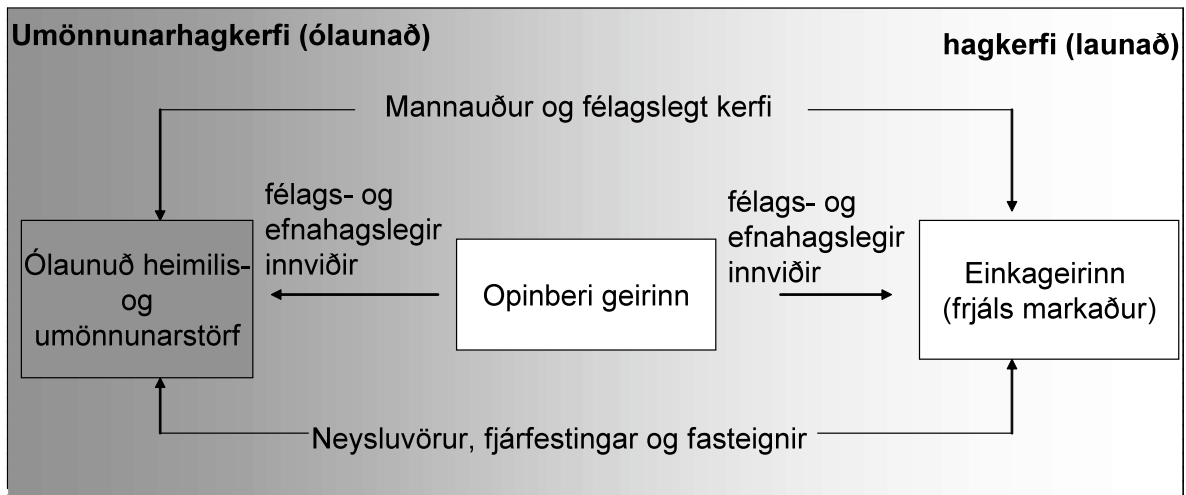 Umönnunarhagkerfi (ólaunað)
hagkerfi (launað)
Mannauður og félagslegt kerfi
félags- og
efnahagslegir
innviðir
félags- og
efnahagslegir
innviðir
Ólaunuð heimilis-
og
umönnunarstörf
Opinberi geirinn
Einkageirinn
(frjáls markaður)
Neysluvörur, fjárfestingar og fasteignir